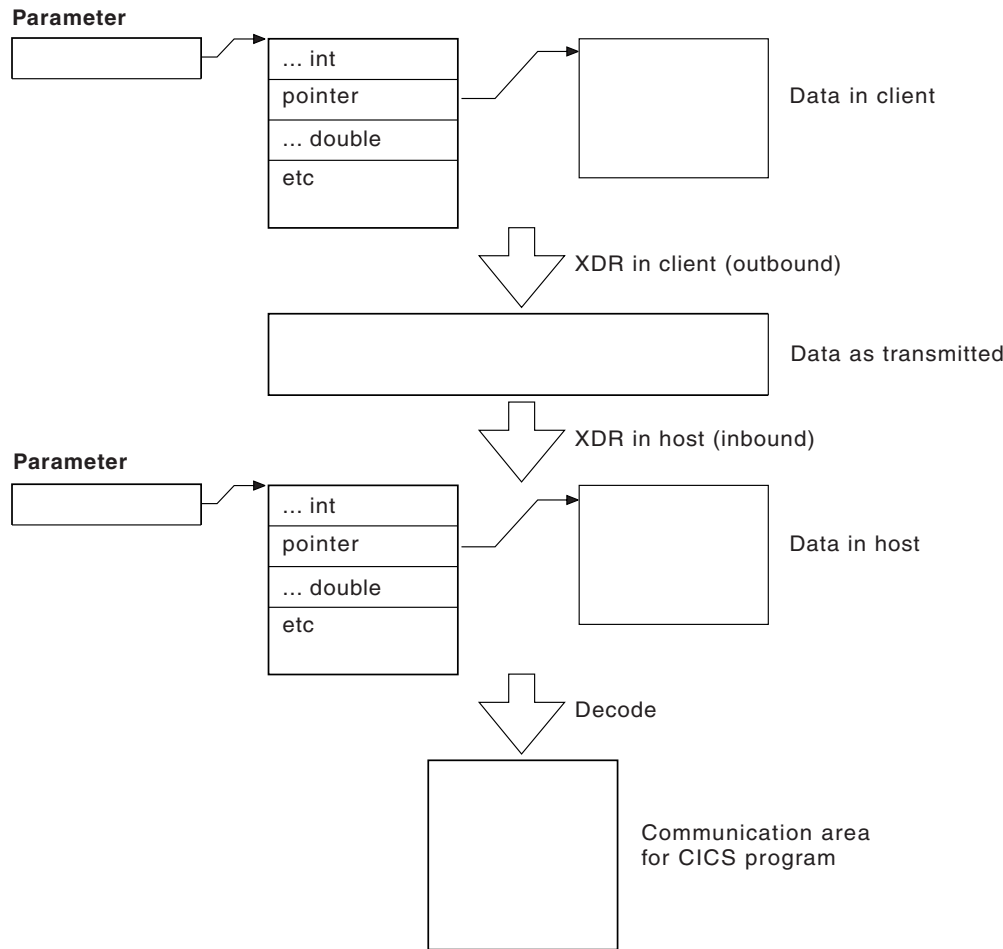 Parameter
... int
pointer
... double
etc
Data in client
XDR in client (outbound)
Data as transmitted
XDR in host (inbound)
Parameter
... int
pointer
... double
etc
Data in host
Decode
Communication area
for CICS program